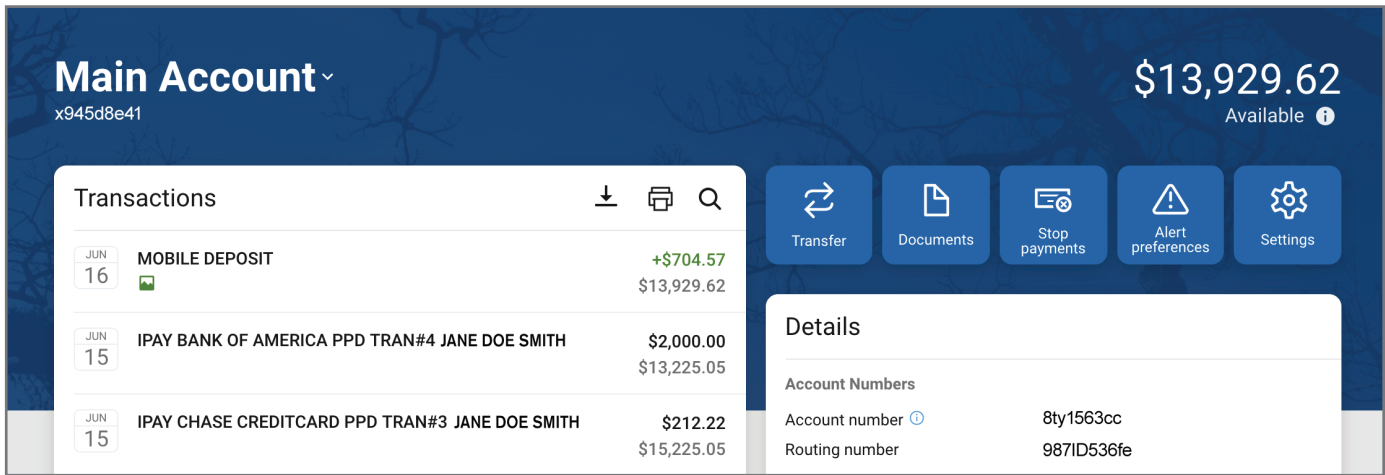 Main Account
x945d8e41
$13,929.62
Available
Transactions
JUN
16
MOBILE DEPOSIT
+$704.57
$13,929.62
JUN
15
IPAY BANK OF AMERICA PPD TRAN#4 JANE DOE SMITH
$2,000.00
$13,225.05
JUN
15
IPAY CHASE CREDITCARD PPD TRAN#3 JANE DOE SMITH
$212.22
$15,225.05
Transfer
Documents
Stop
payments
Alert
preferences
Settings
Details
Account Numbers
Account number 8ty1563cc
Routing number 987ID536fe